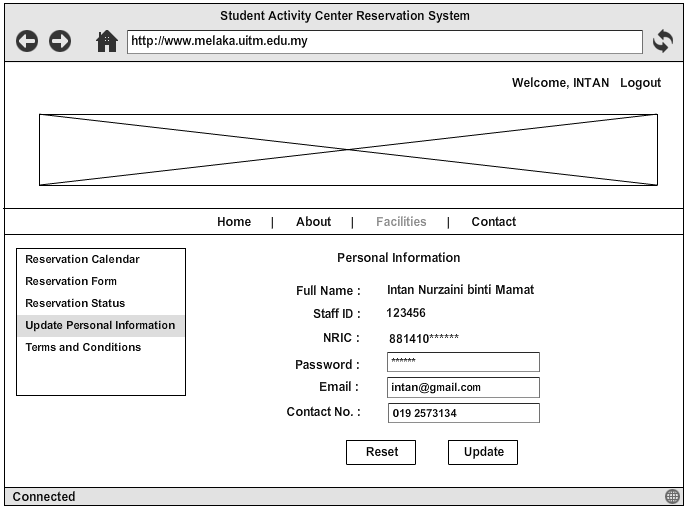 Student Activity Center Reservation System
http://www.melaka.uitm.edu.my
Welcome, INTAN Logout
Home | About | Facilities | Contact
Reservation Calendar
Reservation Form
Reservation Status
Update Personal Information
Terms and Conditions
Personal Information
Full Name : Intan Nurzaini binti Mamat
Staff ID : 123456
NRIC : 881410******
Password : ******
Email : intan@gmail.com
Contact No. : 019 2573134
Reset Update
Connected